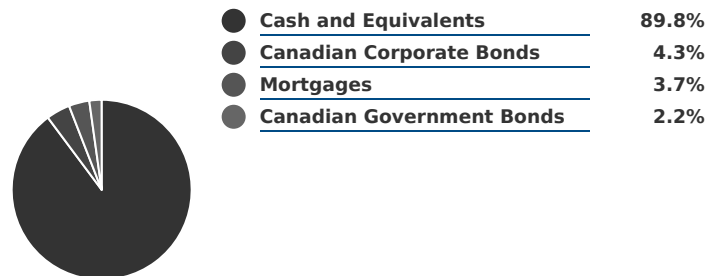 Cash and Equivalents 89.8%
Canadian Corporate Bonds 4.3%
Mortgages 3.7%
Canadian Government Bonds 2.2%